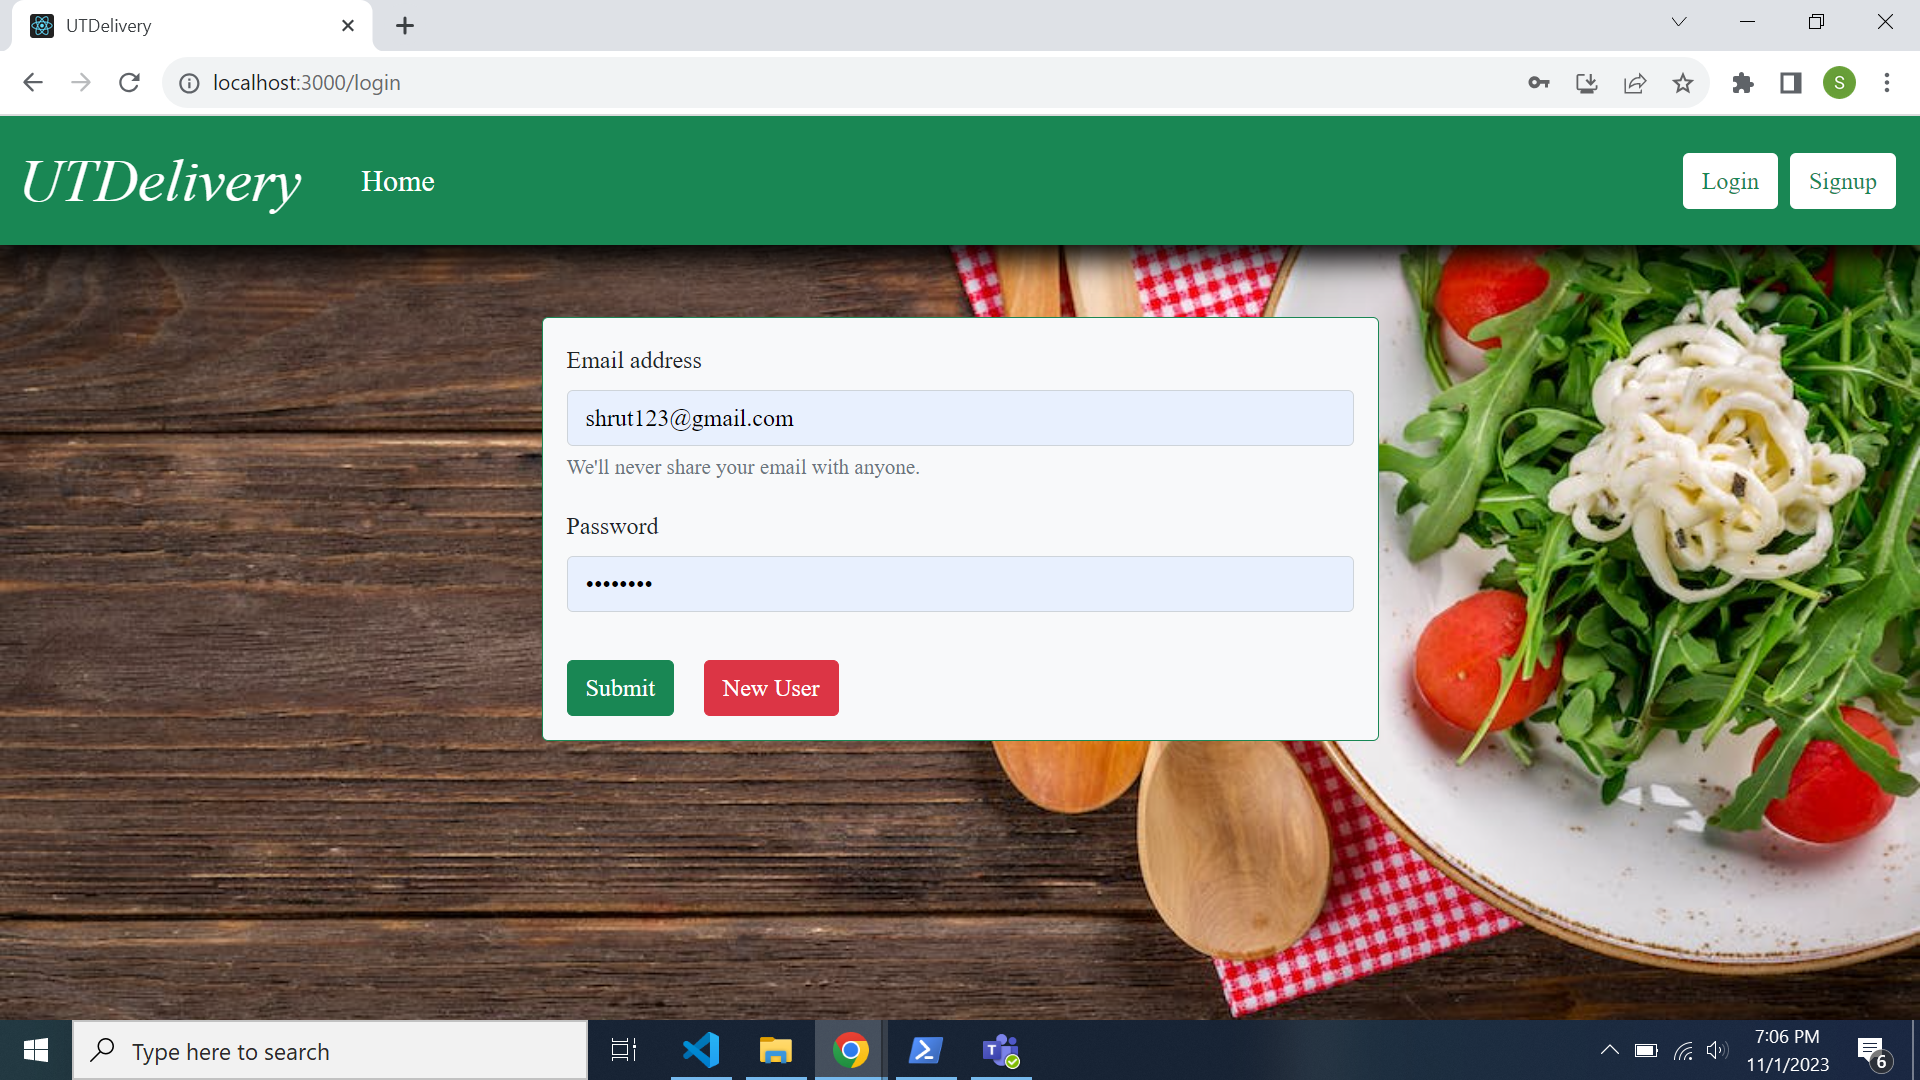 UTDelivery
localhost:3000/login
S
UTDelivery
Home
Login
Signup
Email address
shrut123@gmail.com
We'll never share your email with anyone.
Password
••••••••
Submit
New User
Type here to search
T
7:06 PM
11/1/2023
6